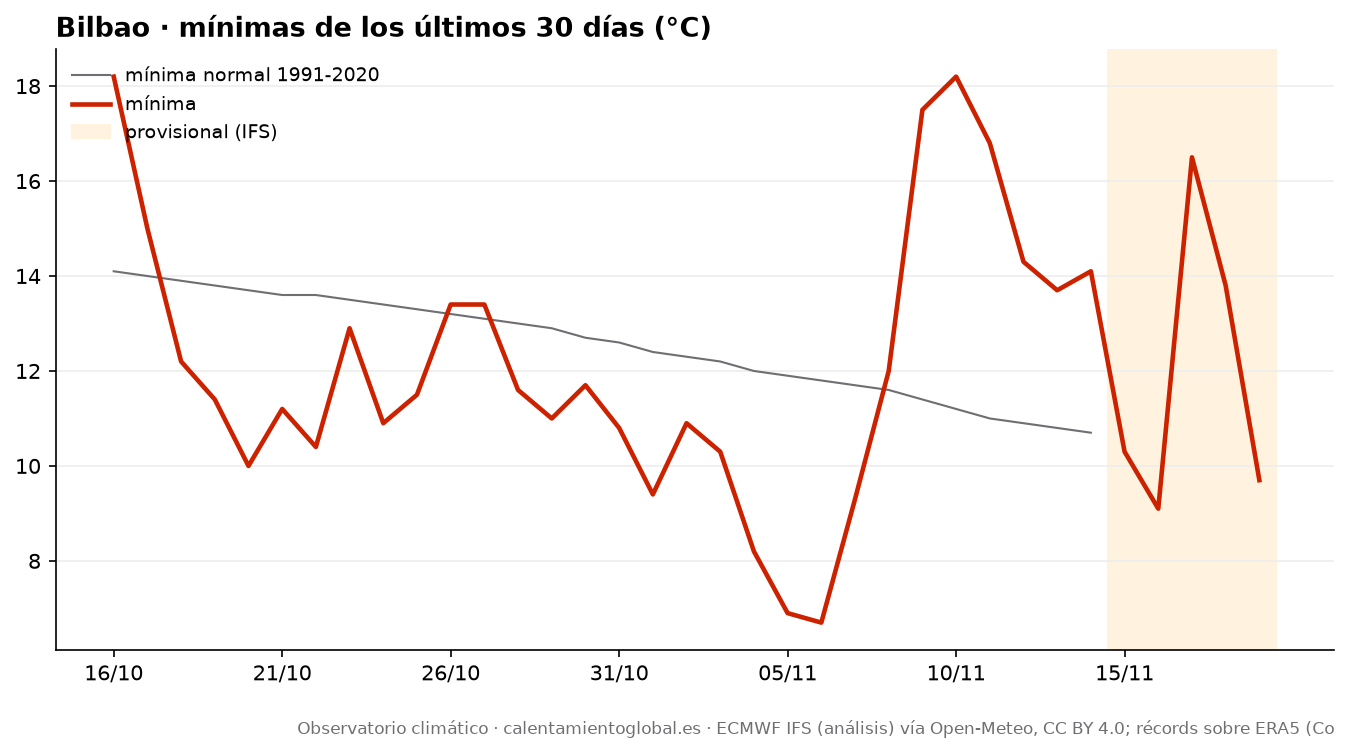 Bilbao · mínimas de los últimos 30 días (°C)
mínima normal 1991-2020
mínima
provisional (IFS)
18
16
14
12
10
8
16/10 21/10 26/10 31/10 05/11 10/11 15/11
Observatorio climático · calentamientoglobal.es · ECMWF IFS (análisis) vía Open-Meteo, CC BY 4.0; récords sobre ERA5 (Co